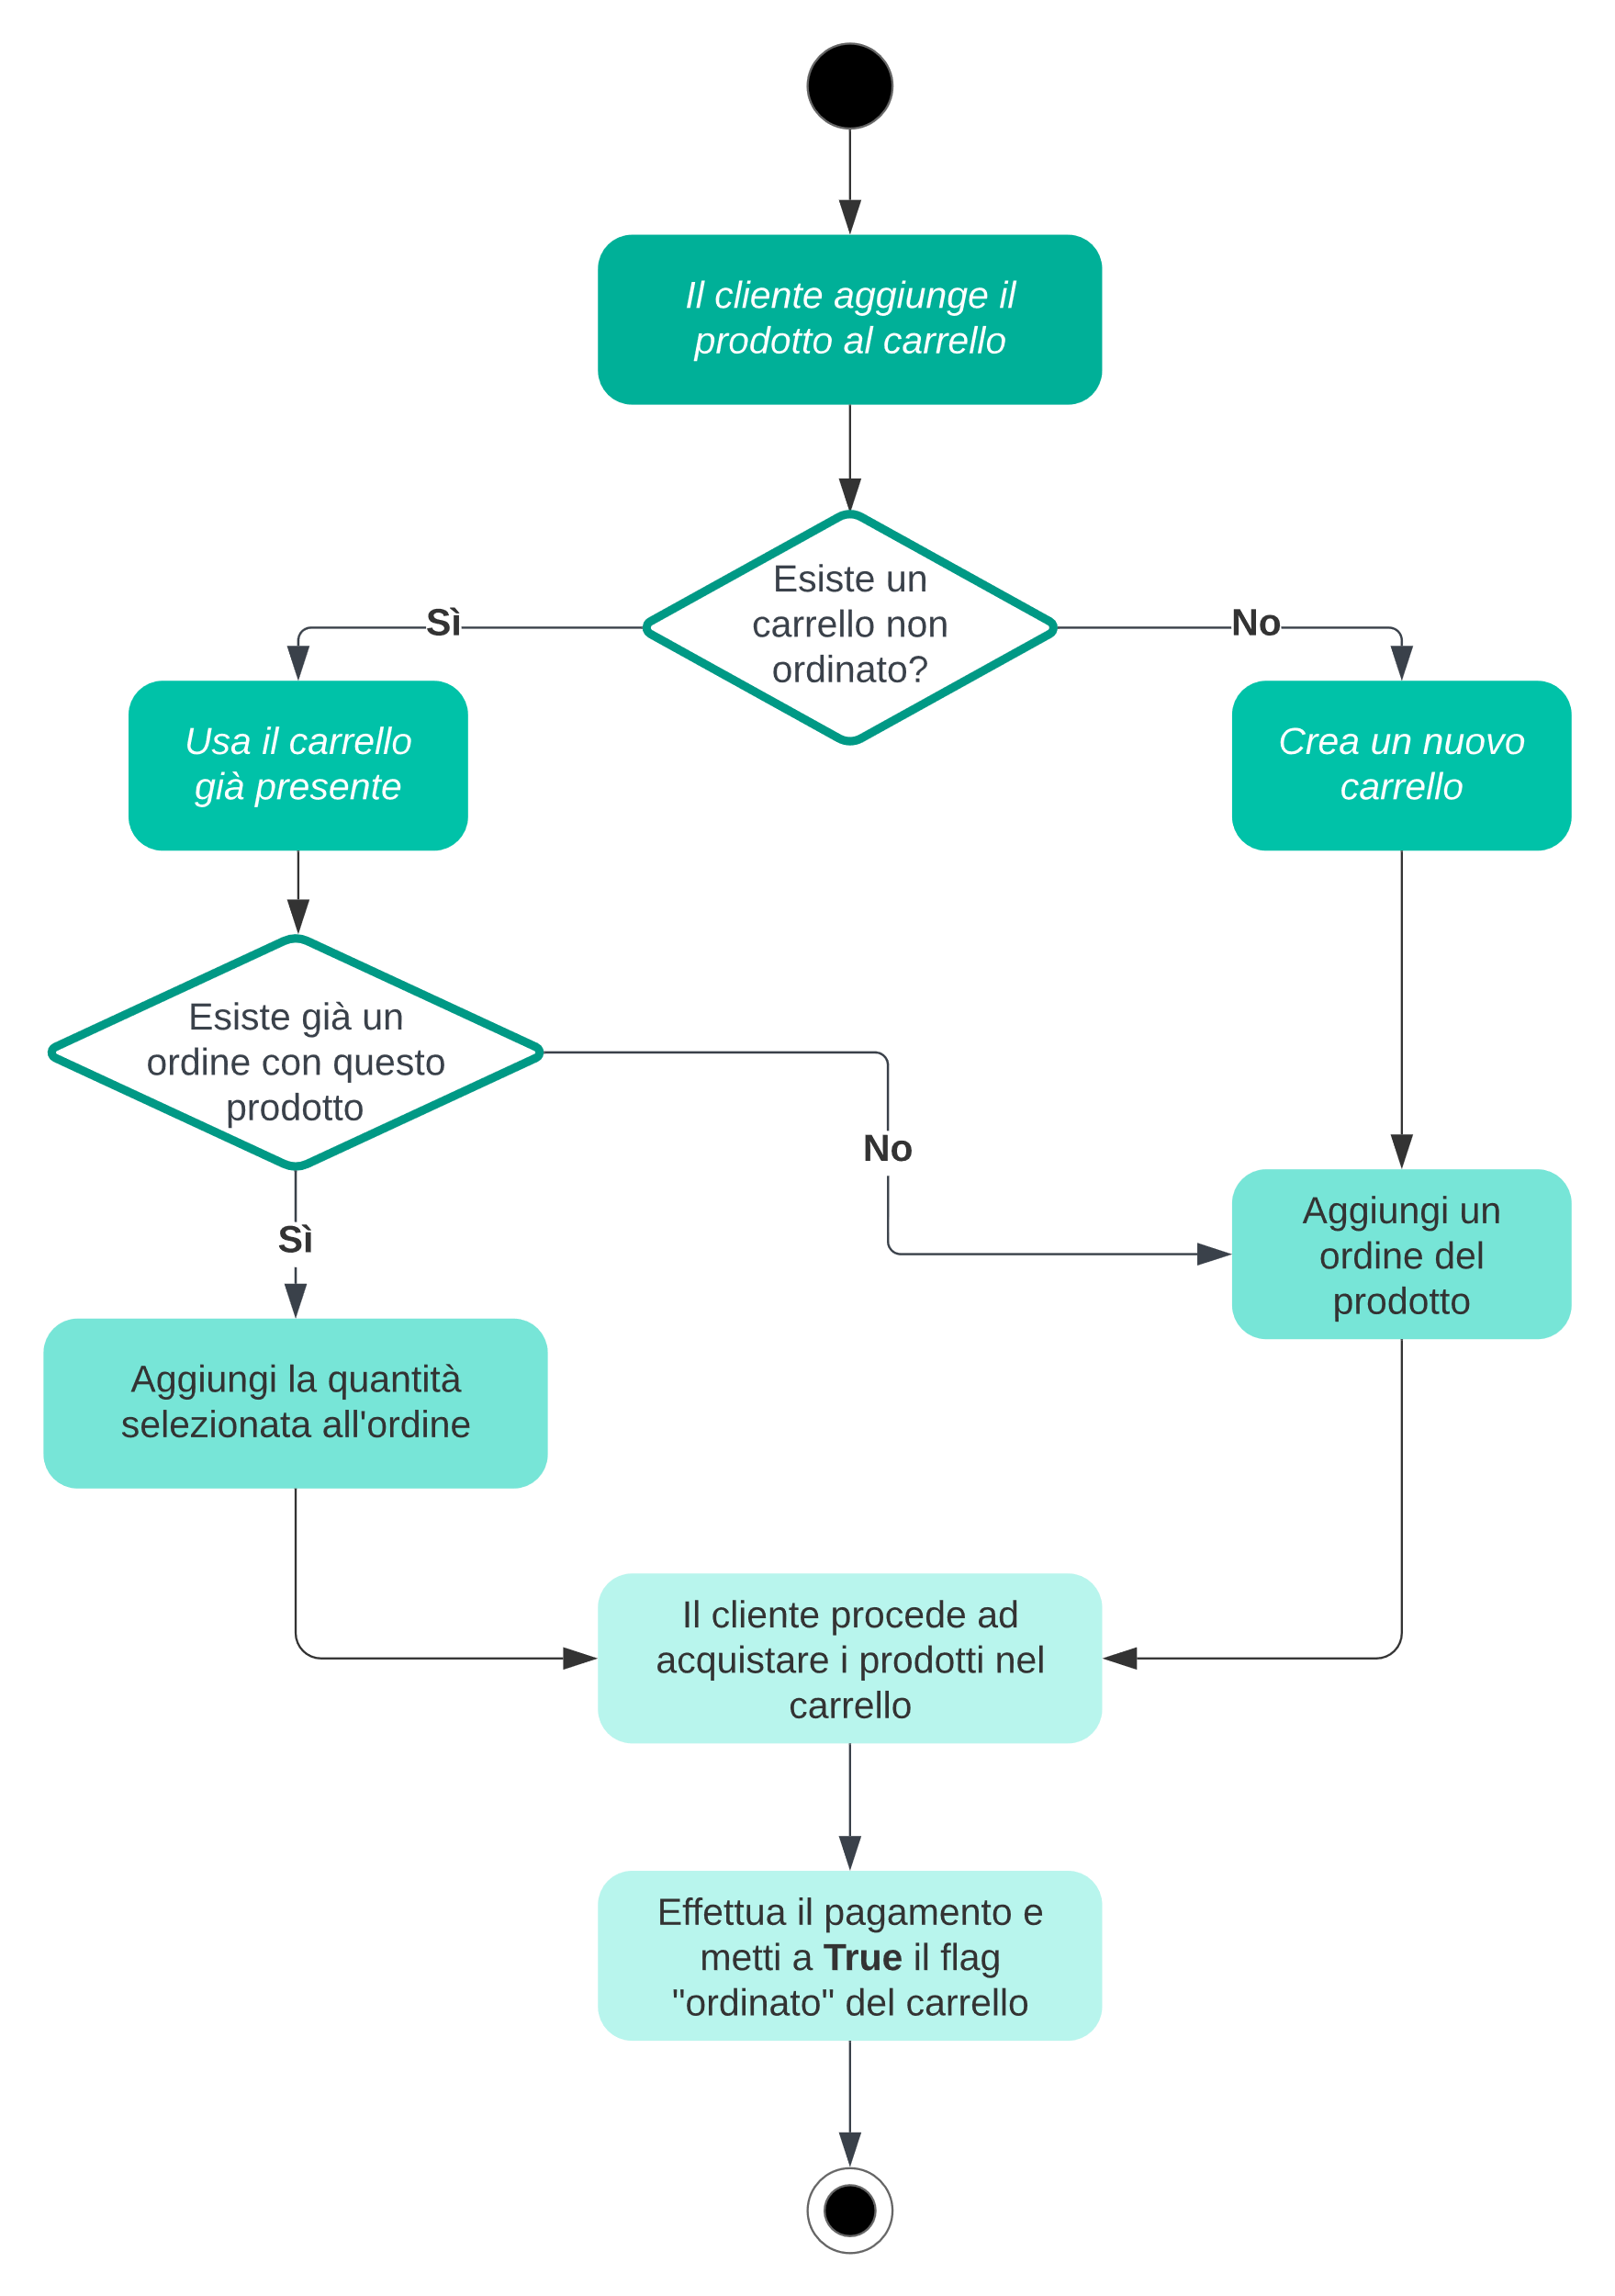 Il cliente aggiunge il
prodotto al carrello
Esiste un
carrello non
ordinato?
Sì
No
Usa il carrello
già presente
Crea un nuovo
carrello
Esiste già un
ordine con questo
prodotto
No
Sì
Aggiungi un
ordine del
prodotto
Aggiungi la quantità
selezionata all'ordine
Il cliente procede ad
acquistare i prodotti nel
carrello
Effettua il pagamento e
metti a True il flag
"ordinato" del carrello